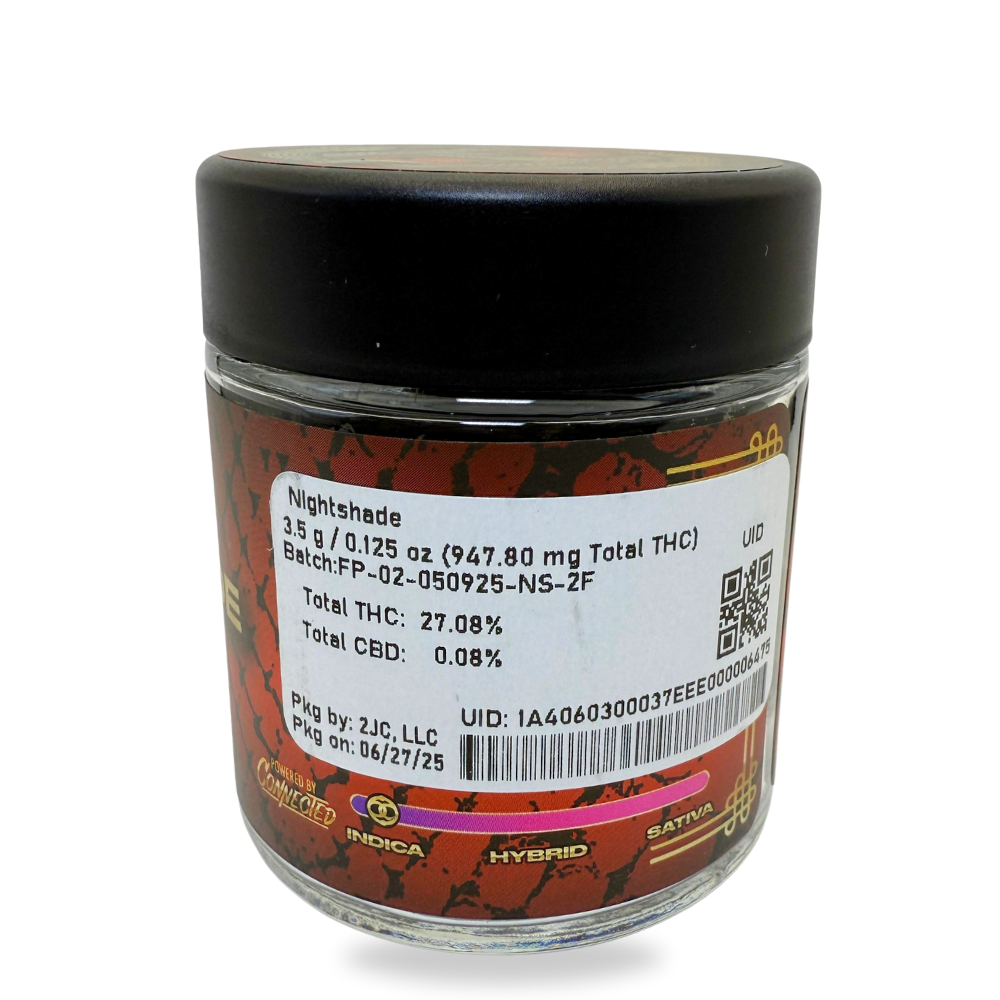 Nightshade
3.5 g / 0.125 oz (947.80 mg Total THC)
Batch:FP-02-050925-NS-2F
UID
Total THC: 27.08%
Total CBD: 0.08%
Pkg by: 2JC, LLC
Pkg on: 06/27/25
UID: 1A4060300037EEE000006475
POWERED BY
CONNECTED
INDICA
HYBRID
SATIVA